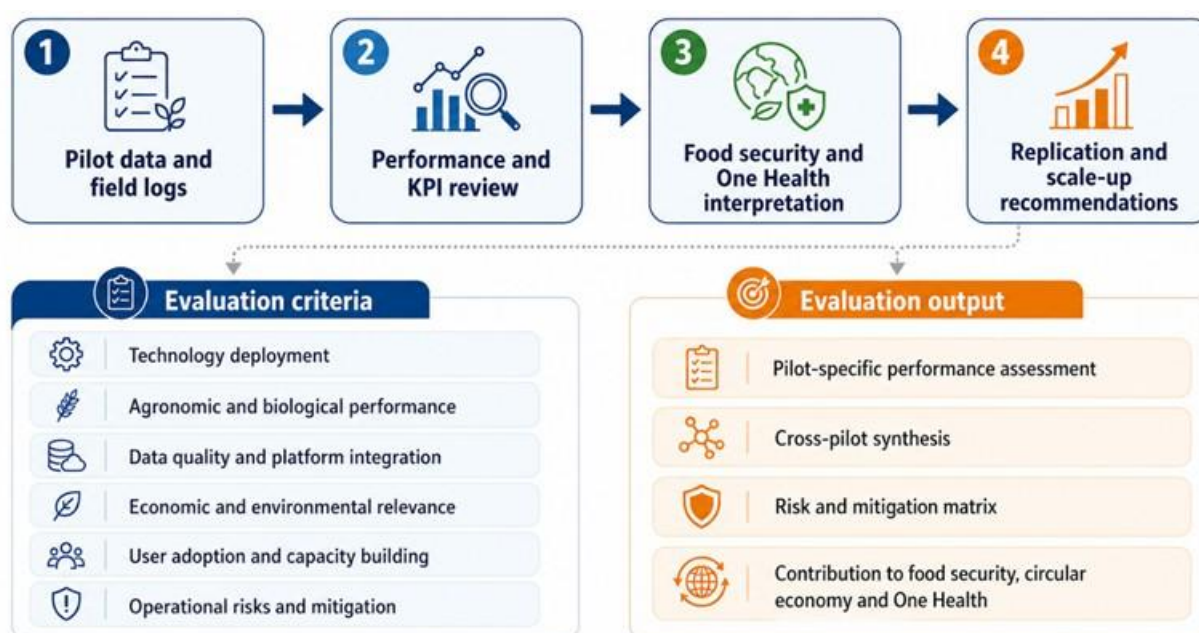 1
Pilot data and
field logs
2
Performance and
KPI review
3
Food security and
One Health
interpretation
4
Replication and
scale-up
recommendations
Evaluation criteria
Technology deployment
Agronomic and biological performance
Data quality and platform integration
Economic and environmental relevance
User adoption and capacity building
Operational risks and mitigation
Evaluation output
Pilot-specific performance assessment
Cross-pilot synthesis
Risk and mitigation matrix
Contribution to food security, circular
economy and One Health